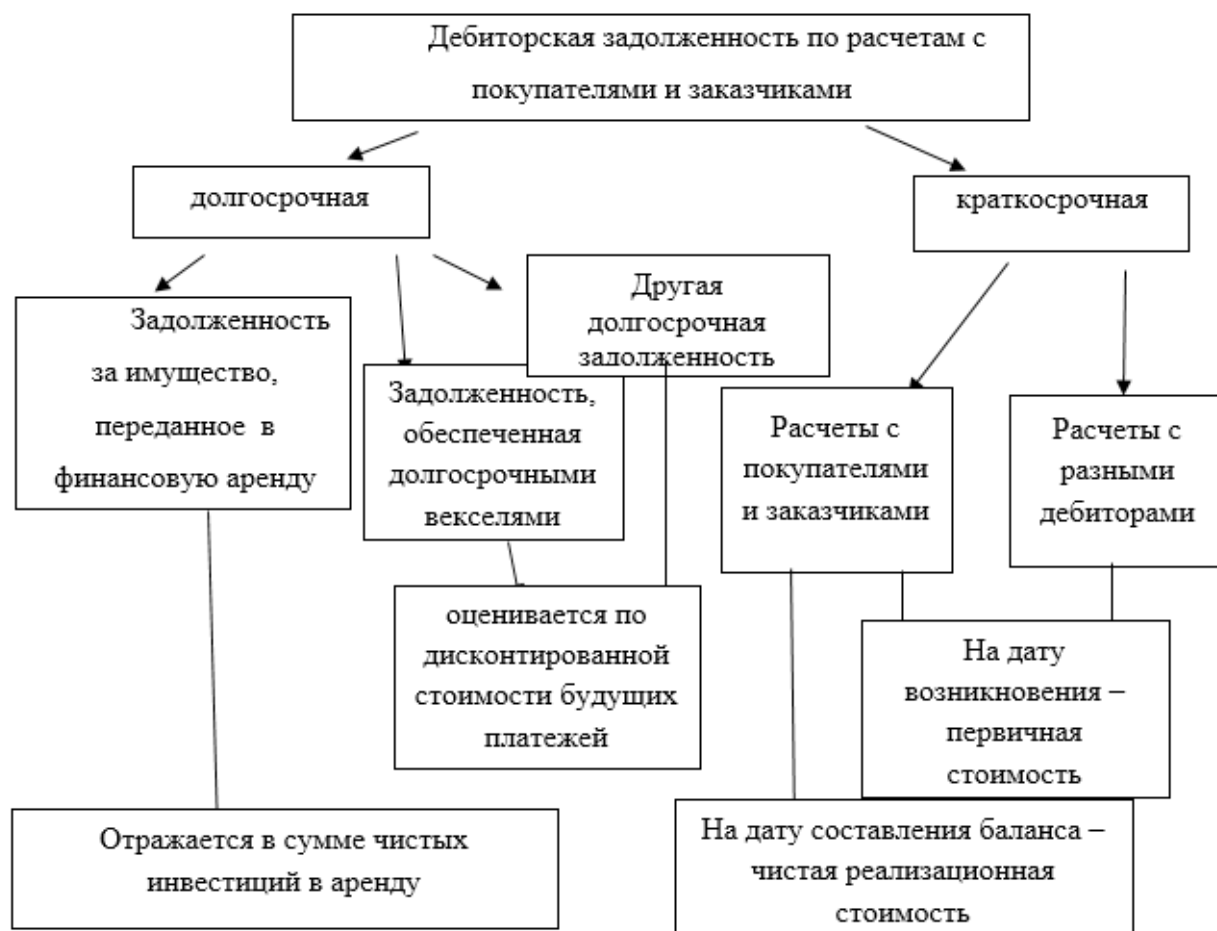 Дебиторская задолженность по расчетам с
покупателями и заказчиками
долгосрочная
краткосрочная
Задолженность
за имущество,
переданное в
финансовую аренду
Задолженность,
обеспеченная
долгосрочными
векселями
Другая
долгосрочная
задолженность
Расчеты с
покупателями
и заказчиками
Расчеты с
разными
дебиторами
оценивается по
дисконтированной
стоимости будущих
платежей
На дату
возникновения –
первичная
стоимость
Отражается в сумме чистых
инвестиций в аренду
На дату составления баланса –
чистая реализационная
стоимость